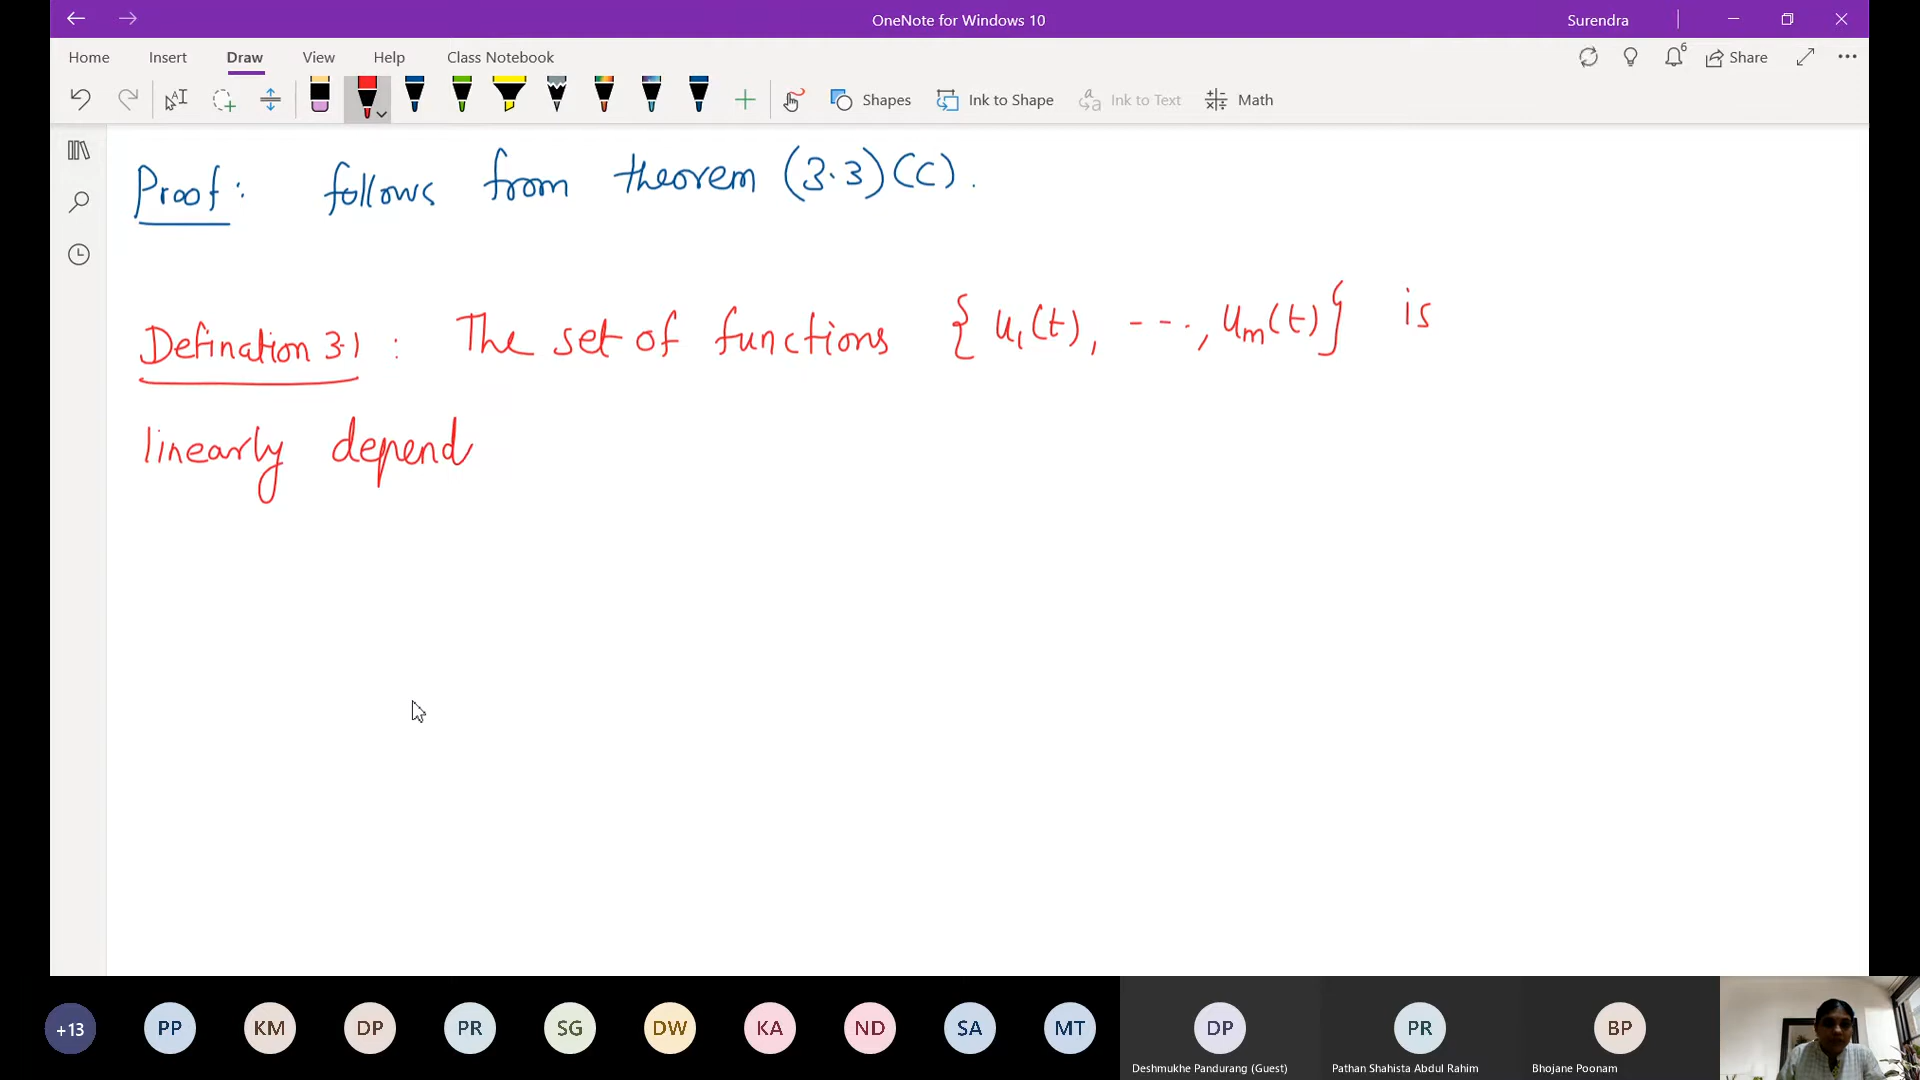 OneNote for Windows 10
Surendra
Home Insert Draw View Help Class Notebook
6
Share
Shapes Ink to Shape Ink to Text Math
Proof: follows from theorem (3.3)(c).
Defination 3.1 : The set of functions { u₁(t), ---, uₘ(t)} is
linearly depend
+13 PP KM DP PR SG DW KA ND SA MT DP PR BP
Deshmukhe Pandurang (Guest) Pathan Shahista Abdul Rahim Bhojane Poonam